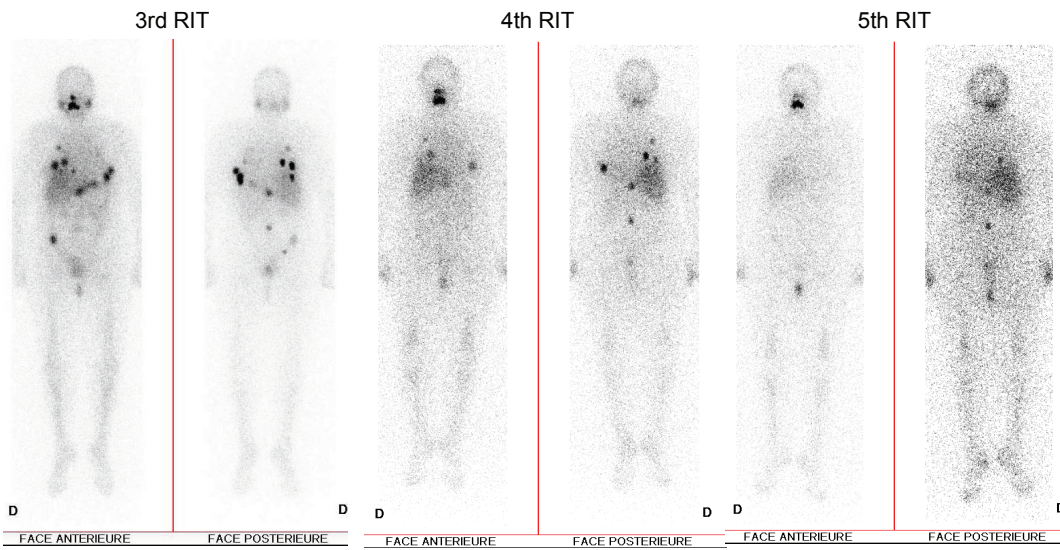 3rd RIT 4th RIT 5th RIT
D D D D D
FACE ANTERIEURE FACE POSTERIEURE FACE ANTERIEURE FACE POSTERIEURE FACE ANTERIEURE FACE POSTERIEURE